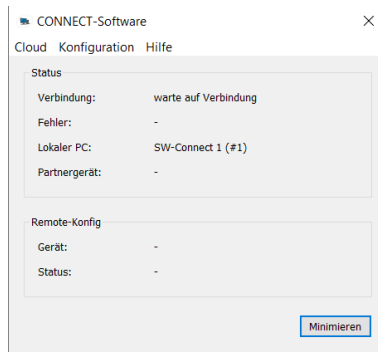 CONNECT-Software
Cloud Konfiguration Hilfe
Status
Verbindung: warte auf Verbindung
Fehler: -
Lokaler PC: SW-Connect 1 (#1)
Partnergerät: -
Remote-Konfig
Gerät: -
Status: -
Minimieren